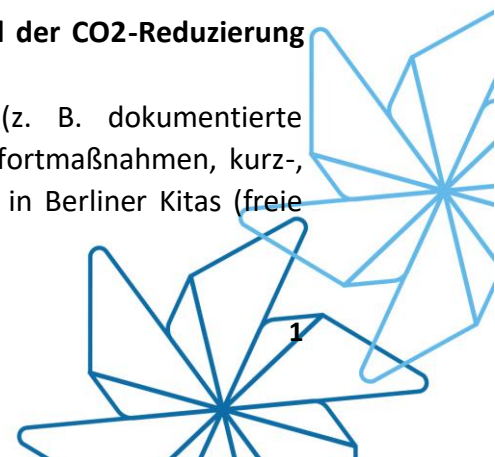 der CO2-Reduzierung
(z. B. dokumentierte
fortmaßnahmen, kurz-,
in Berliner Kitas (freie
1